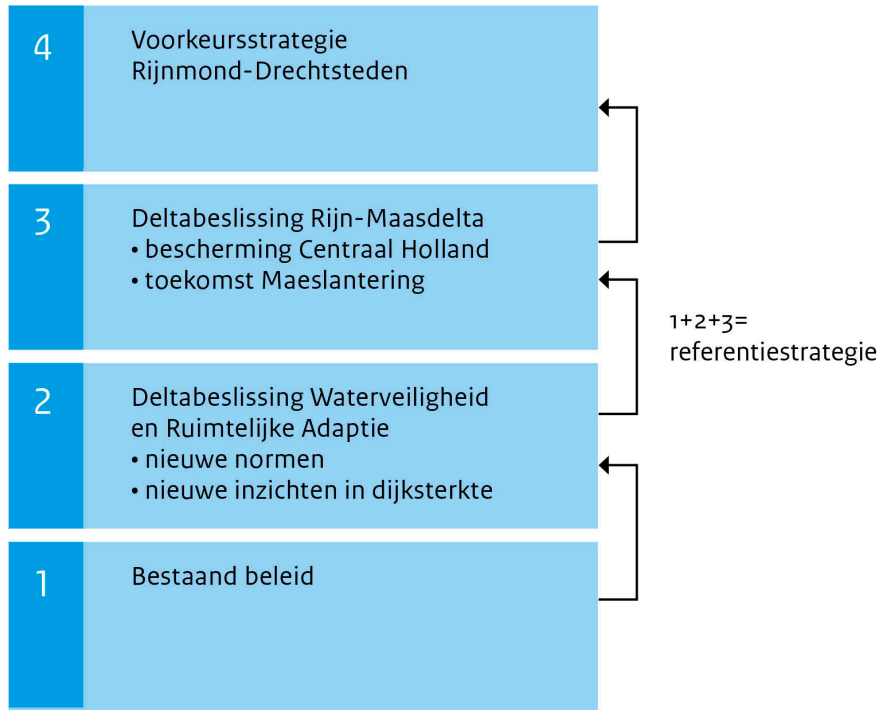 4
Voorkeursstrategie
Rijnmond-Drechtsteden
3
Deltabeslissing Rijn-Maasdelta
• bescherming Centraal Holland
• toekomst Maeslantering
1+2+3=
referentiestrategie
2
Deltabeslissing Waterveiligheid
en Ruimtelijke Adaptie
• nieuwe normen
• nieuwe inzichten in dijksterkte
1
Bestaand beleid